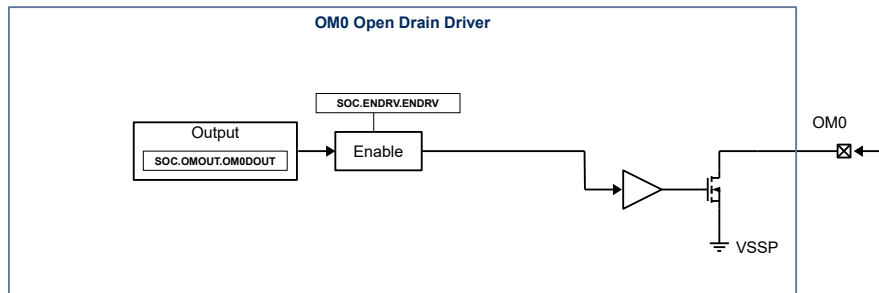 OM0 Open Drain Driver
SOC.ENDRV.ENDRV
OM0
Output
Enable
SOC.OMOUT.OM0DOUT
VSSP